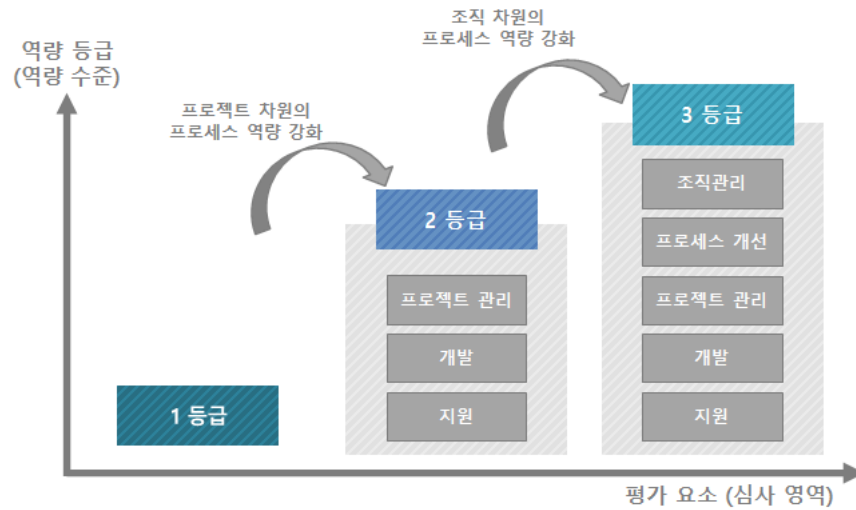 조직 차원의
프로세스 역량 강화
역량 등급
(역량 수준)
3 등급
프로젝트 차원의
프로세스 역량 강화
조직관리
2 등급
프로세스 개선
프로젝트 관리
프로젝트 관리
개발
개발
1 등급
지원
지원
평가 요소 (심사 영역)